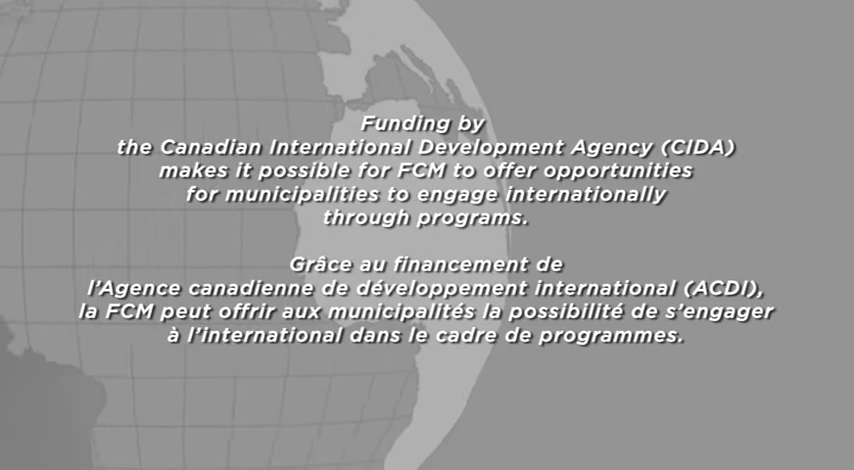 Funding by
the Canadian International Development Agency (CIDA)
makes it possible for FCM to offer opportunities
for municipalities to engage internationally
through programs.
Grâce au financement de
l’Agence canadienne de développement international (ACDI),
la FCM peut offrir aux municipalités la possibilité de s’engager
à l’international dans le cadre de programmes.